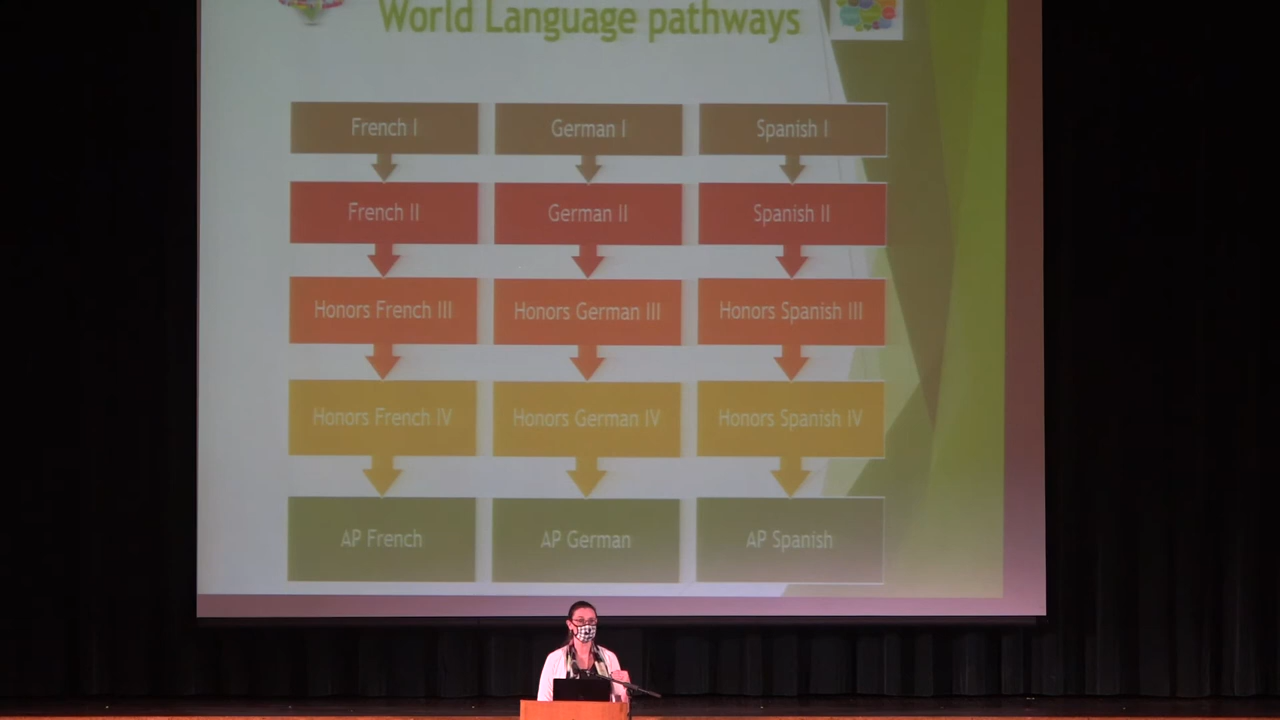 World Language pathways
French I
German I
Spanish I
French II
German II
Spanish II
Honors French III
Honors German III
Honors Spanish III
Honors French IV
Honors German IV
Honors Spanish IV
AP French
AP German
AP Spanish